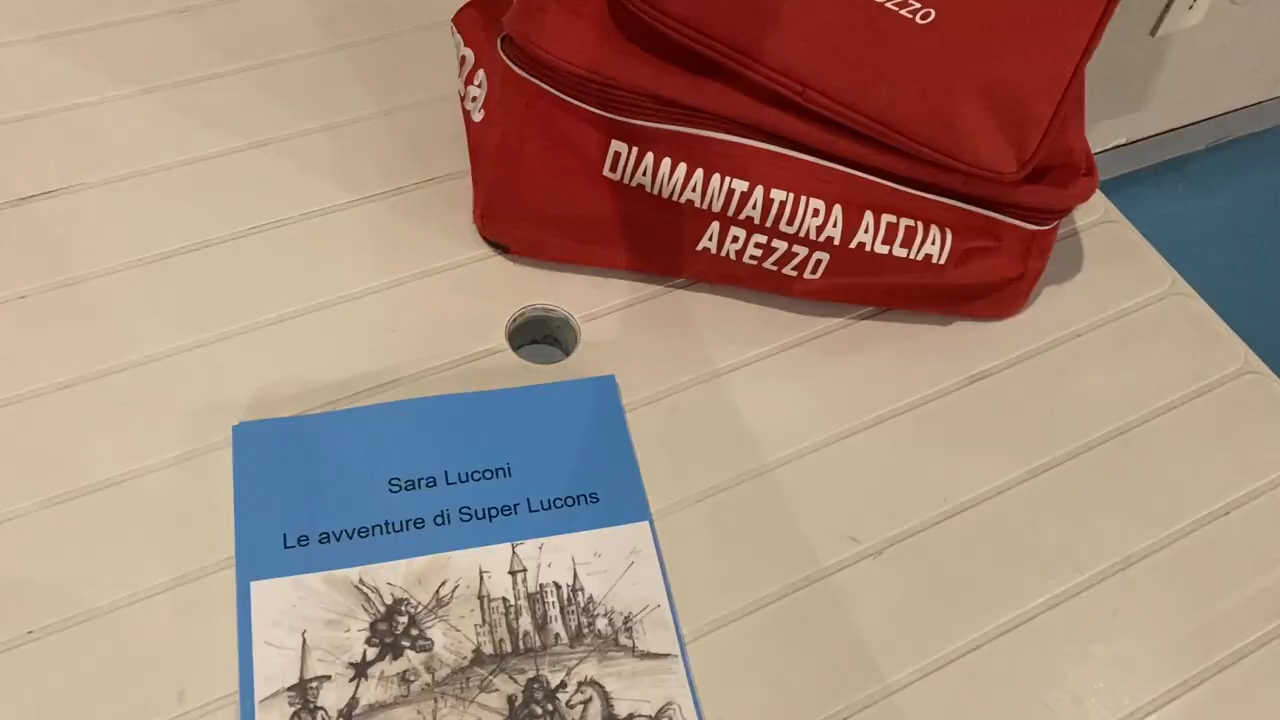 DIAMANTATURA ACCIAI
AREZZO
Sara Luconi
Le avventure di Super Lucons